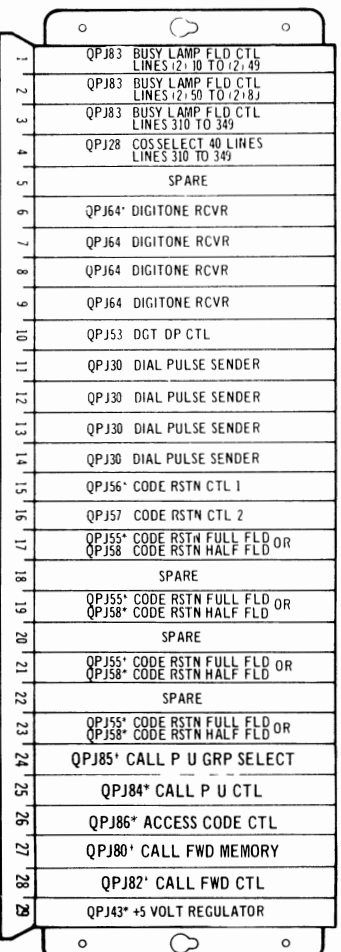 1 QPJ83 BUSY LAMP FLD CTL
LINES (2) 10 TO (2) 49
2 QPJ83 BUSY LAMP FLD CTL
LINES (2) 50 TO (2) 8)
3 QPJ83 BUSY LAMP FLD CTL
LINES 310 TO 349
4 QPJ28 COS SELECT 40 LINES
LINES 310 TO 349
5 SPARE
6 QPJ64* DIGITONE RCVR
7 QPJ64 DIGITONE RCVR
8 QPJ64 DIGITONE RCVR
9 QPJ64 DIGITONE RCVR
10 QPJ53 DGT DP CTL
11 QPJ30 DIAL PULSE SENDER
12 QPJ30 DIAL PULSE SENDER
13 QPJ30 DIAL PULSE SENDER
14 QPJ30 DIAL PULSE SENDER
15 QPJ56* CODE RSTN CTL 1
16 QPJ57 CODE RSTN CTL 2
17 QPJ55* CODE RSTN FULL FLD OR
QPJ58 CODE RSTN HALF FLD
18 SPARE
19 QPJ55* CODE RSTN FULL FLD OR
QPJ58* CODE RSTN HALF FLD
20 SPARE
21 QPJ55* CODE RSTN FULL FLD OR
QPJ58* CODE RSTN HALF FLD
22 SPARE
23 QPJ55* CODE RSTN FULL FLD OR
QPJ58* CODE RSTN HALF FLD
24 QPJ85* CALL P U GRP SELECT
25 QPJ84* CALL P U CTL
26 QPJ86* ACCESS CODE CTL
27 QPJ80* CALL FWD MEMORY
28 QPJ82* CALL FWD CTL
29 QPJ43* +5 VOLT REGULATOR